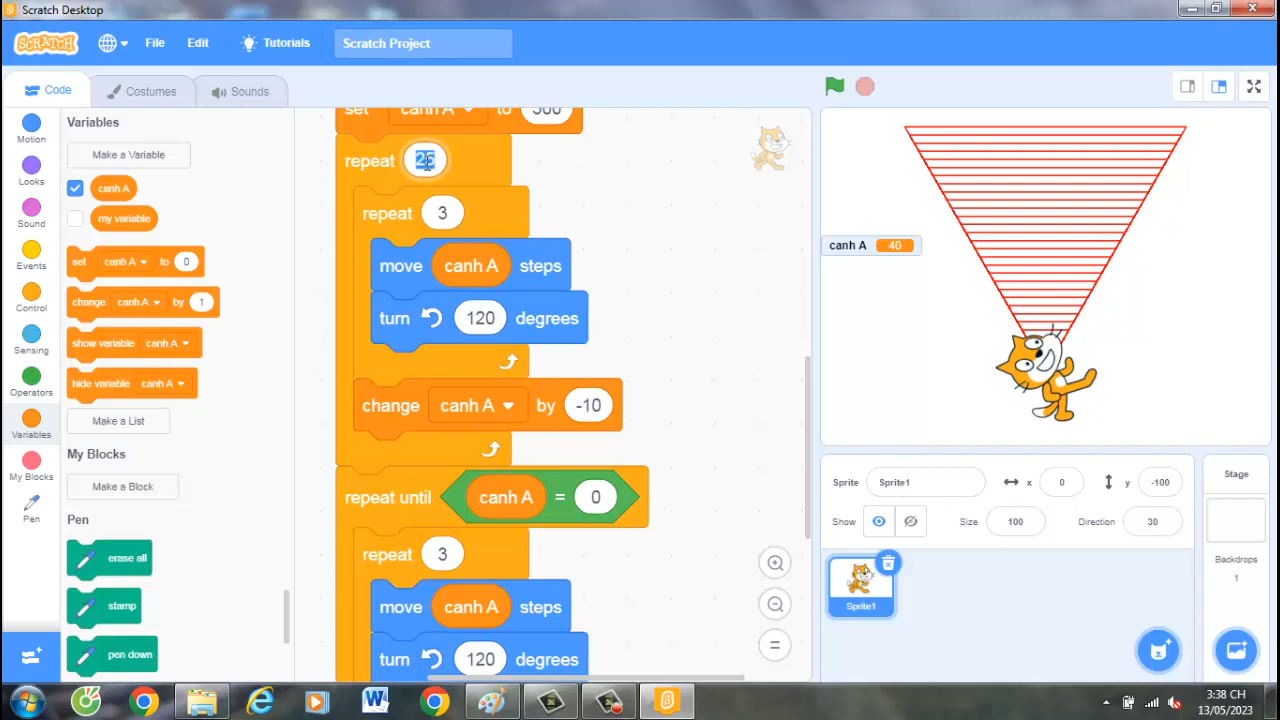 Scratch Desktop
SCRATCH
File
Edit
Tutorials
Scratch Project
Code
Costumes
Sounds
Motion
Looks
Sound
Events
Control
Sensing
Operators
Variables
My Blocks
Pen
Variables
Make a Variable
canh A
my variable
set canh A to 0
change canh A by 1
show variable canh A
hide variable canh A
Make a List
My Blocks
Make a Block
Pen
erase all
stamp
pen down
set canh A to 300
repeat
repeat 3
move canh A steps
turn 120 degrees
change canh A by -10
repeat until canh A = 0
repeat 3
move canh A steps
turn 120 degrees
canh A 40
Sprite Sprite1 x 0 y -100
Show Size 100 Direction 30
Sprite1
Stage
Backdrops
1
3:38 CH
13/05/2023